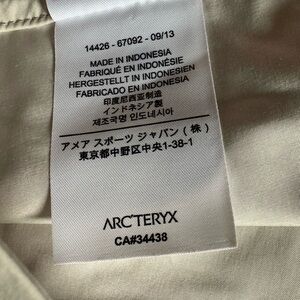 14426 - 67092 - 09/13
MADE IN INDONESIA
FABRIQUÉ EN INDONÉSIE
HERGESTELLT IN INDONESIA
FABRICADO EN INDONESIA
印度尼西亚制造
インドネシア製
제조국명 인도네시아
アメア スポーツ ジャパン (株)
東京都中野区中央1-38-1
ARC'TERYX
CA#34438